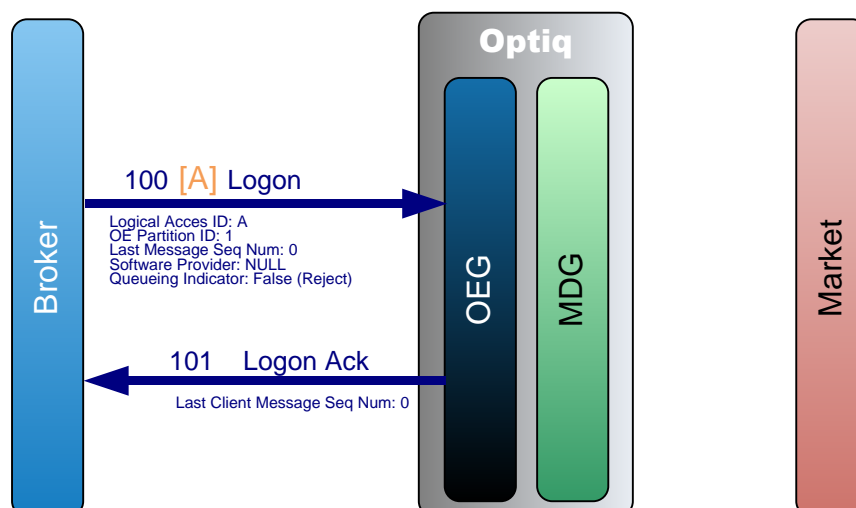 Optiq
Broker
100 [A] Logon
Logical Acces ID: A
OE Partition ID: 1
Last Message Seq Num: 0
Software Provider: NULL
Queueing Indicator: False (Reject)
101 Logon Ack
Last Client Message Seq Num: 0
OEG
MDG
Market